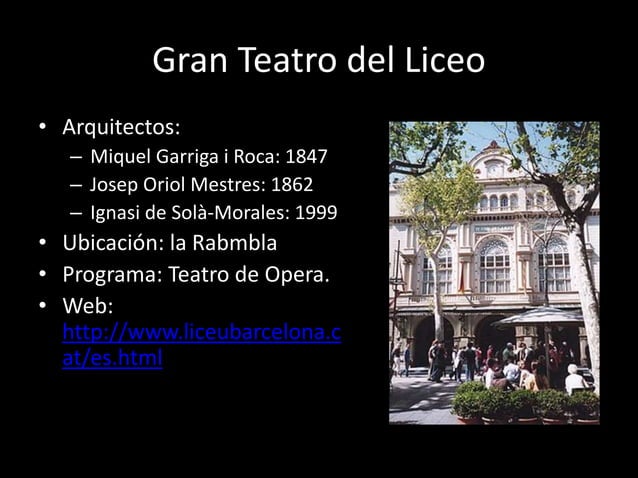 Gran Teatro del Liceo
• Arquitectos:
– Miquel Garriga i Roca: 1847
– Josep Oriol Mestres: 1862
– Ignasi de Solà-Morales: 1999
• Ubicación: la Rabmbla
• Programa: Teatro de Opera.
• Web:
http://www.liceubarcelona.c
at/es.html